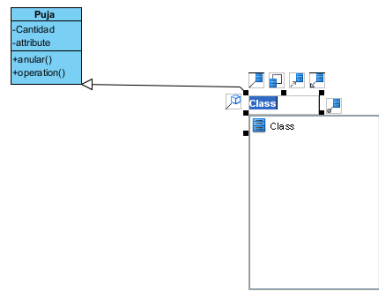 Puja
-Cantidad
-attribute
+anular()
+operation()
Class
Class